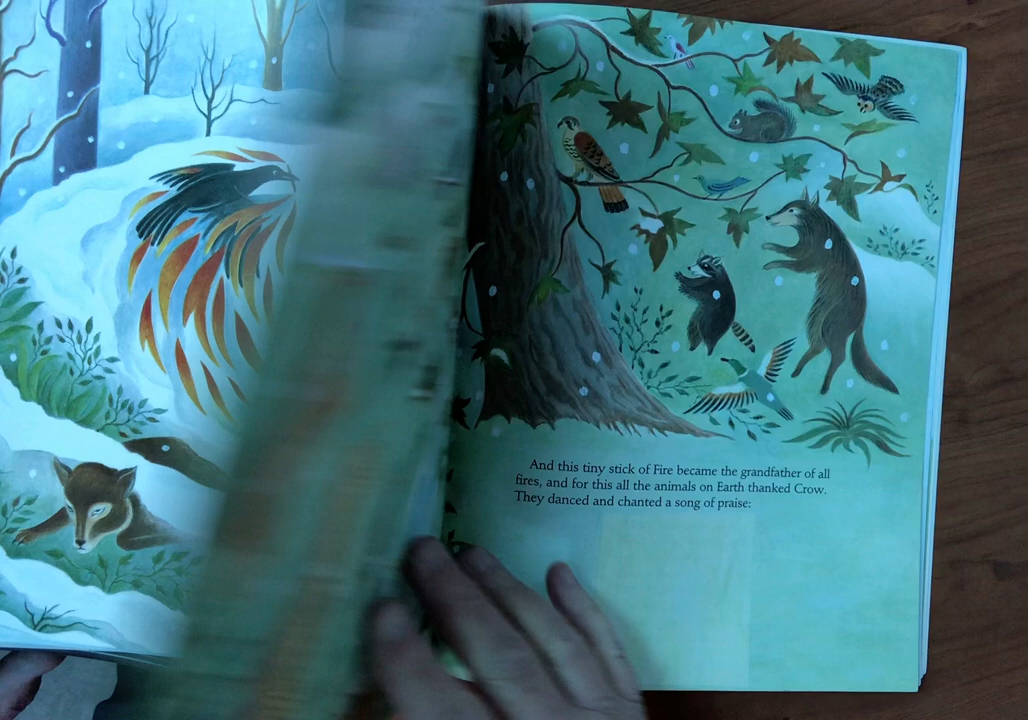 And this tiny stick of Fire became the grandfather of all
fires, and for this all the animals on Earth thanked Crow.
They danced and chanted a song of praise: